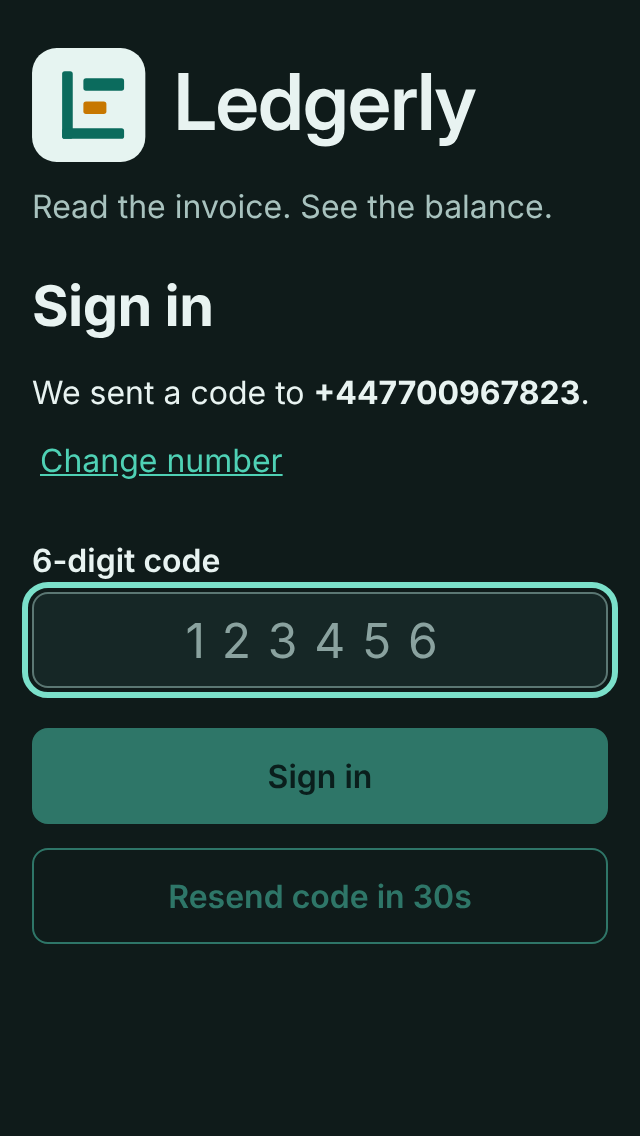 Ledgerly
Read the invoice. See the balance.
Sign in
We sent a code to +447700967823.
Change number
6-digit code
1 2 3 4 5 6
Sign in
Resend code in 30s